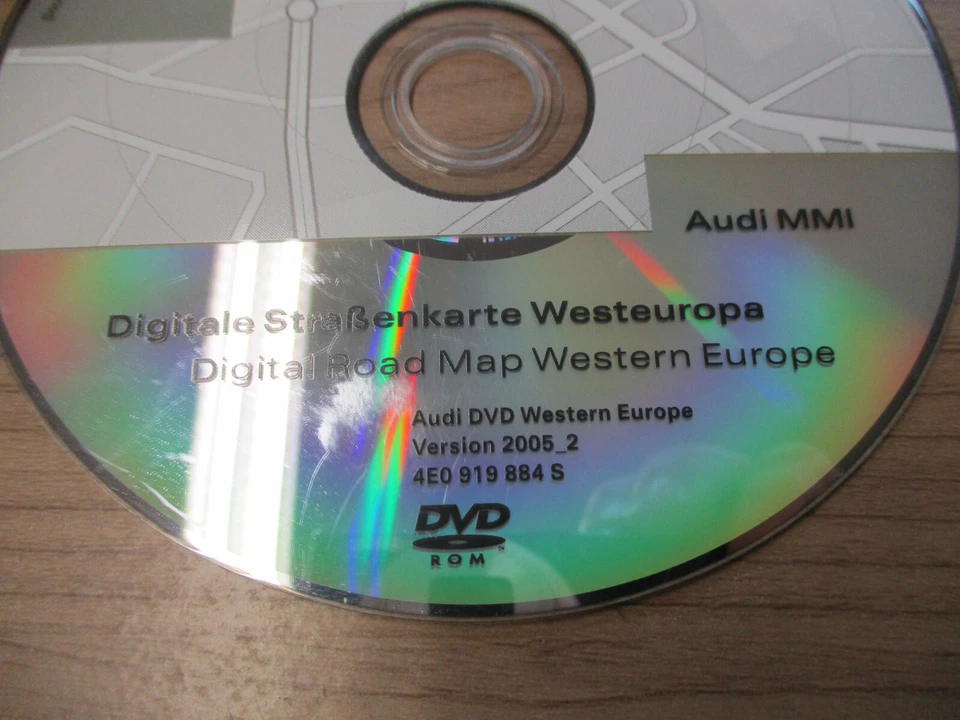 Audi MMI
Digitale Straßenkarte Westeuropa
Digital Road Map Western Europe
Audi DVD Western Europe
Version 2005_2
4E0 919 884 S
DVD
ROM